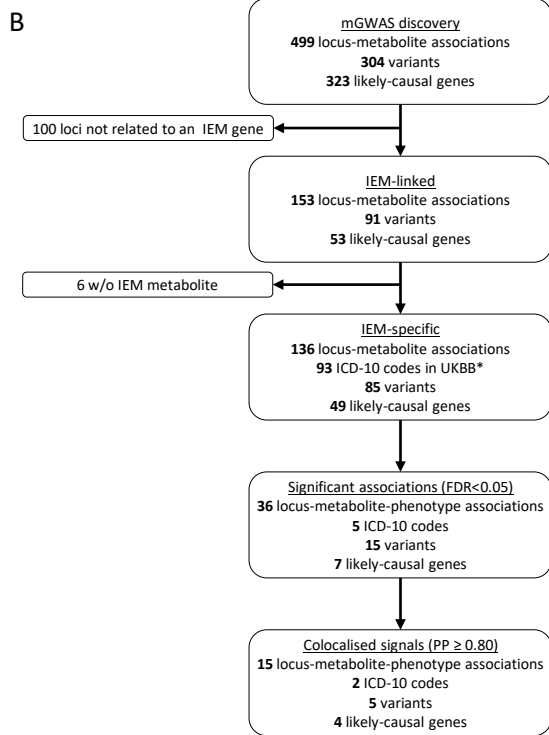 B
mGWAS discovery
499 locus-metabolite associations
304 variants
323 likely-causal genes
100 loci not related to an IEM gene
IEM-linked
153 locus-metabolite associations
91 variants
53 likely-causal genes
6 w/o IEM metabolite
IEM-specific
136 locus-metabolite associations
93 ICD-10 codes in UKBB*
85 variants
49 likely-causal genes
Significant associations (FDR<0.05)
36 locus-metabolite-phenotype associations
5 ICD-10 codes
15 variants
7 likely-causal genes
Colocalised signals (PP ≥ 0.80)
15 locus-metabolite-phenotype associations
2 ICD-10 codes
5 variants
4 likely-causal genes